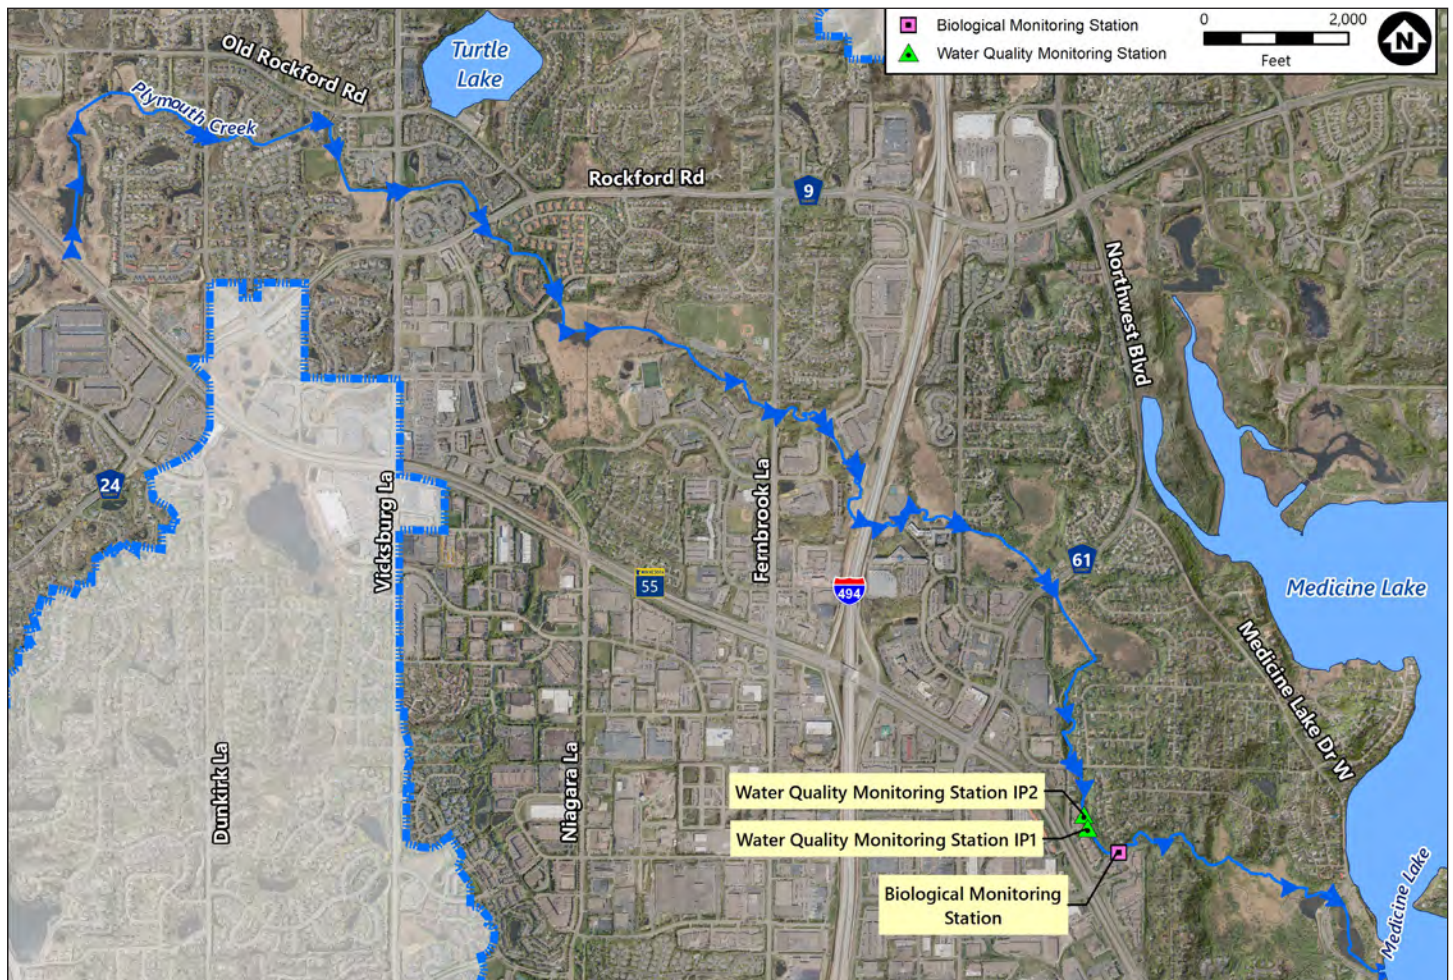 Biological Monitoring Station
Water Quality Monitoring Station
0 2,000
Feet
N
Turtle
Lake
Old Rockford Rd
Plymouth Creek
Rockford Rd
9
Northwest Blvd
24
Vicksburg La
Fernbrook La
55
494
61
Medicine Lake
Medicine Lake Dr W
Dunkirk La
Niagara La
Water Quality Monitoring Station IP2
Water Quality Monitoring Station IP1
Biological Monitoring
Station
Medicine Lake